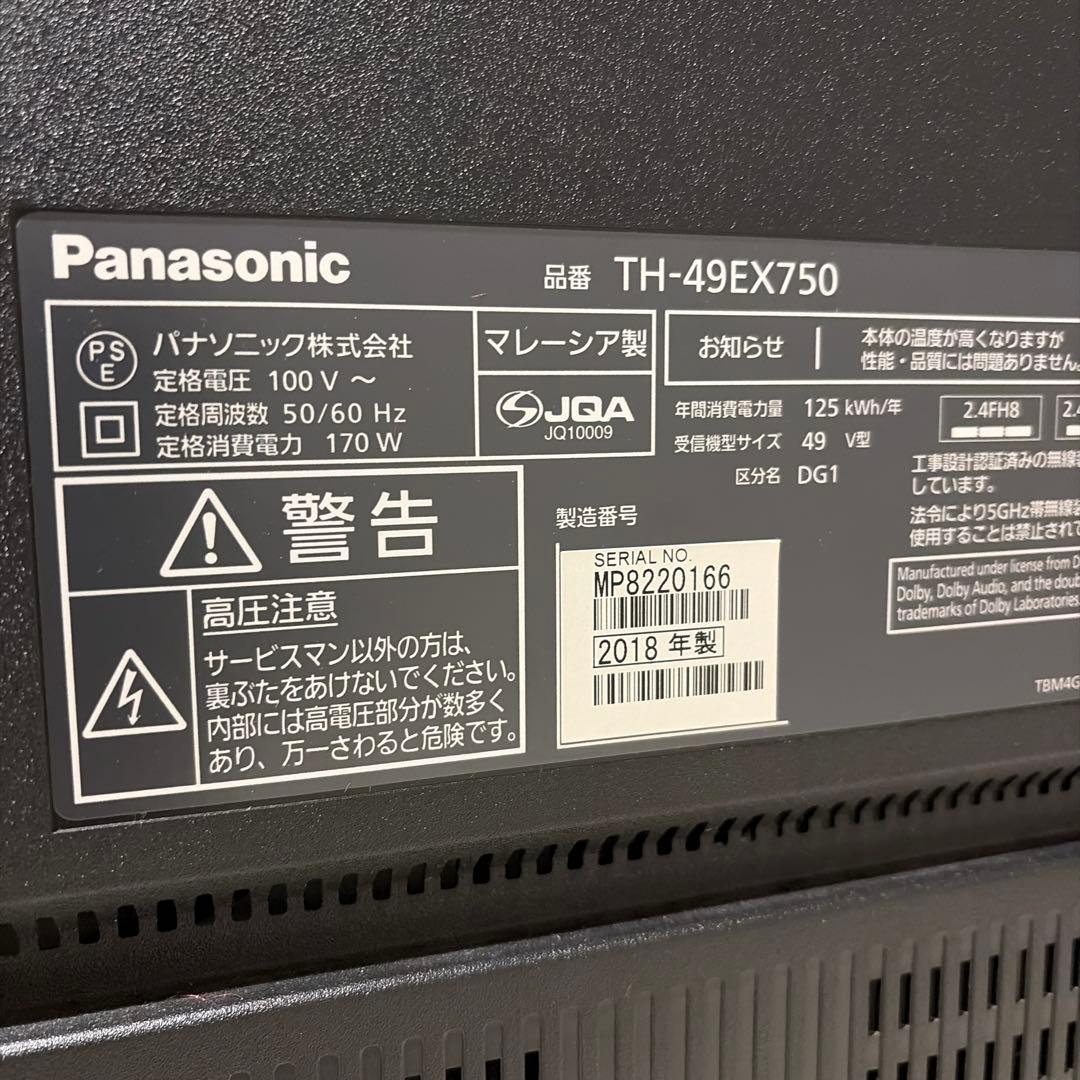 Panasonic
品番 TH-49EX750
PS
E
パナソニック株式会社
定格電圧 100 V ～
定格周波数 50/60 Hz
定格消費電力 170 W
マレーシア製
JQA
JQ10009
お知らせ
本体の温度が高くなりますが
性能・品質には問題ありません。
年間消費電力量 125 kWh/年
受信機型サイズ 49 V型
区分名 DG1
2.4FH8
2.4
工事設計認証済みの無線
しています。
法令により5GHz帯無線
使用することは禁止されて
警告
高圧注意
サービスマン以外の方は、
裏ぶたをあけないでください。
内部には高電圧部分が数多く
あり、万一さわると危険です。
製造番号
SERIAL NO.
MP8220166
2018 年製
Manufactured under license from D
Dolby, Dolby Audio, and the doub
trademarks of Dolby Laboratories
TBM4G